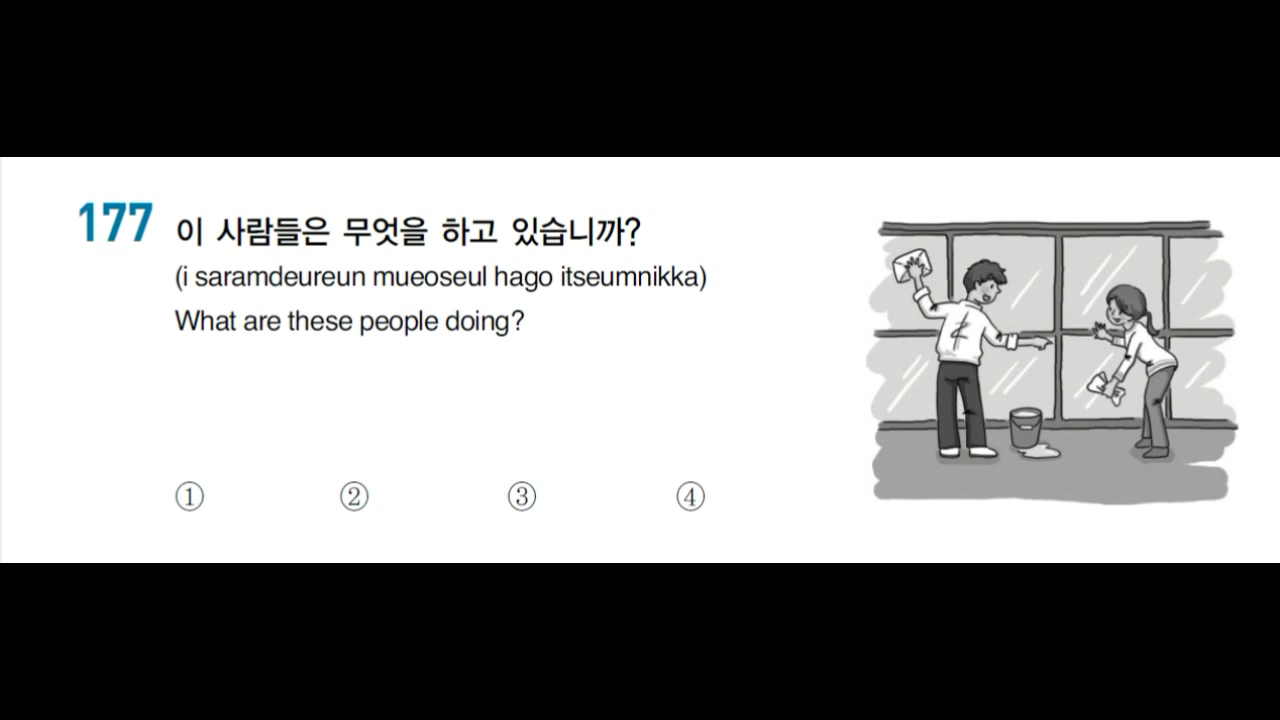 177 이 사람들은 무엇을 하고 있습니까?
(i saramdeureun mueoseul hago itseumnikka)
What are these people doing?
① ② ③ ④